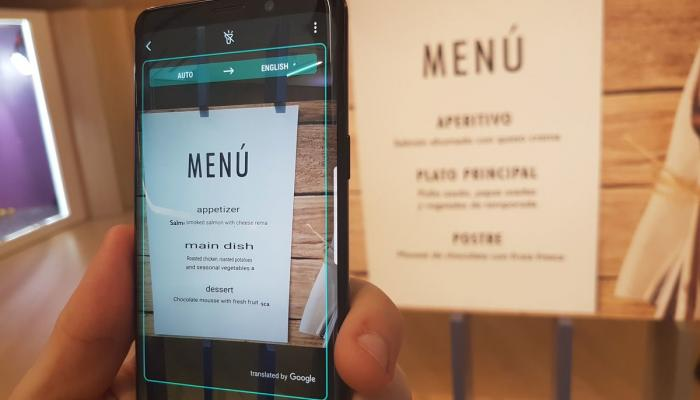 AUTO → ENGLISH
MENÚ
appetizer
Salm smoked salmon with cheese rema
main dish
Roasted chicken, roasted potatoes
and seasonal vegetables a
dessert
Chocolate mousse with fresh fruit sca
translated by Google
MENÚ
APERITIVO
Salmón ahumado con queso crema
PLATO PRINCIPAL
Pollo asado, papas asadas
y vegetales de temporada
POSTRE
Mousse de chocolate con fruta fresca